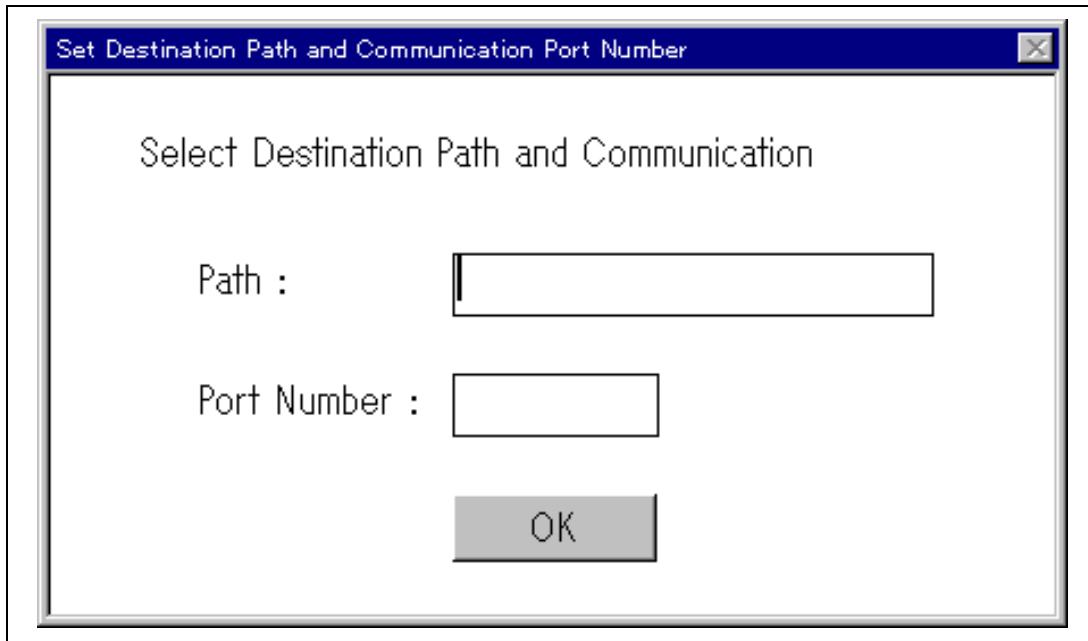 Set Destination Path and Communication Port Number
Select Destination Path and Communication
Path :
Port Number :
OK